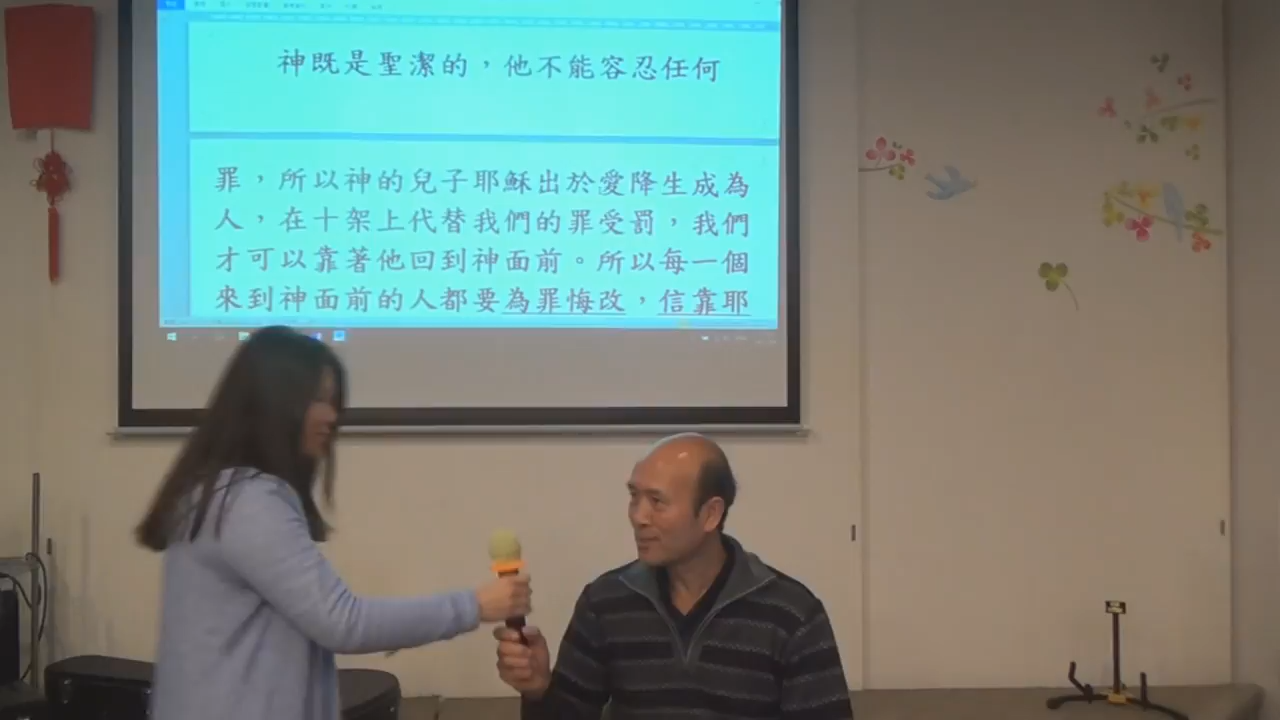 神既是聖潔的，他不能容忍任何
罪，所以神的兒子耶穌出於愛降生成為
人，在十架上代替我們的罪受罰，我們
才可以靠著他回到神面前。所以每一個
來到神面前的人都要為罪悔改，信靠耶